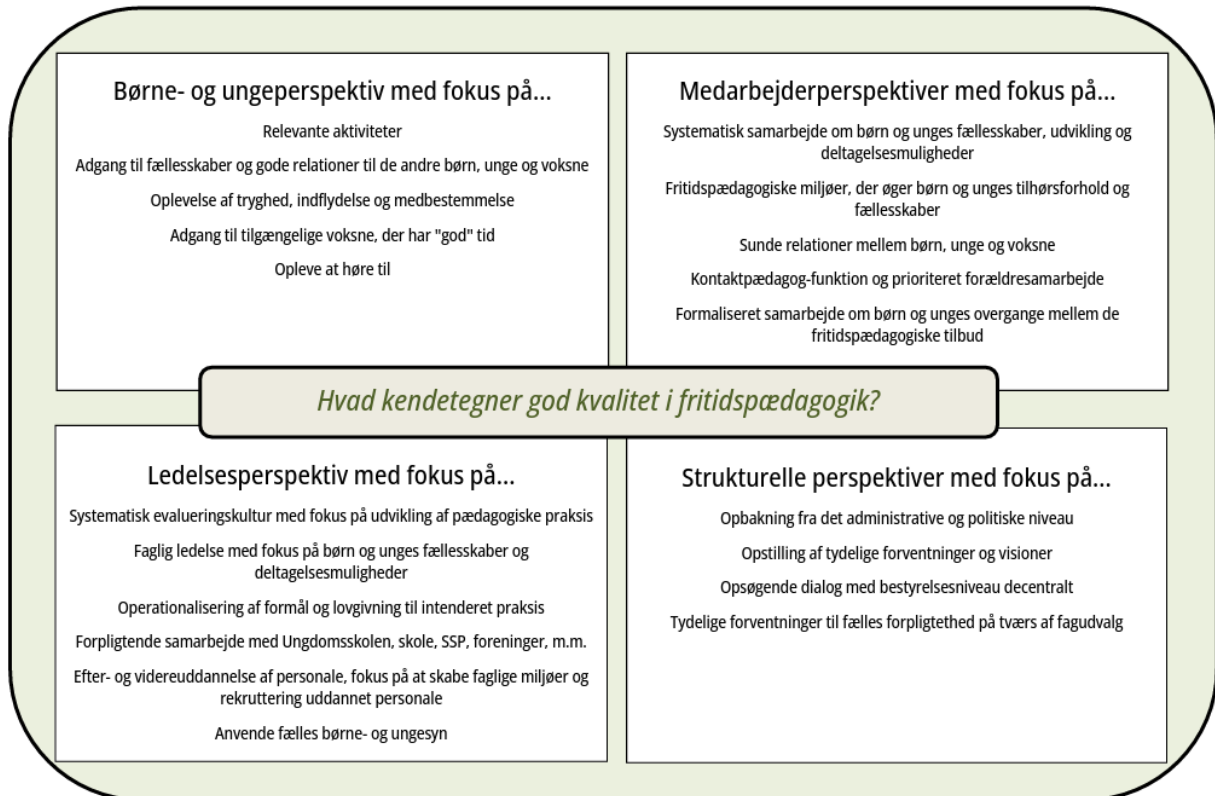 Børne- og ungeperspektiv med fokus på...
Relevante aktiviteter
Adgang til fællesskaber og gode relationer til de andre børn, unge og voksne
Oplevelse af tryghed, indflydelse og medbestemmelse
Adgang til tilgængelige voksne, der har "god" tid
Opleve at høre til
Medarbejderperspektiver med fokus på...
Systematisk samarbejde om børn og unges fællesskaber, udvikling og
deltagelsesmuligheder
Fritidspædagogiske miljøer, der øger børn og unges tilhørsforhold og
fællesskaber
Sunde relationer mellem børn, unge og voksne
Kontaktpædagog-funktion og prioriteret forældresamarbejde
Formaliseret samarbejde om børn og unges overgange mellem de
fritidspædagogiske tilbud
Hvad kendetegner god kvalitet i fritidspædagogik?
Ledelsesperspektiv med fokus på...
Systematisk evalueringskultur med fokus på udvikling af pædagogiske praksis
Faglig ledelse med fokus på børn og unges fællesskaber og
deltagelsesmuligheder
Operationalisering af formål og lovgivning til intenderet praksis
Forpligtende samarbejde med Ungdomsskolen, skole, SSP, foreninger, m.m.
Efter- og videreuddannelse af personale, fokus på at skabe faglige miljøer og
rekruttering uddannet personale
Anvende fælles børne- og ungesyn
Strukturelle perspektiver med fokus på...
Opbakning fra det administrative og politiske niveau
Opstilling af tydelige forventninger og visioner
Opsøgende dialog med bestyrelsesniveau decentralt
Tydelige forventninger til fælles forpligtethed på tværs af fagudvalg